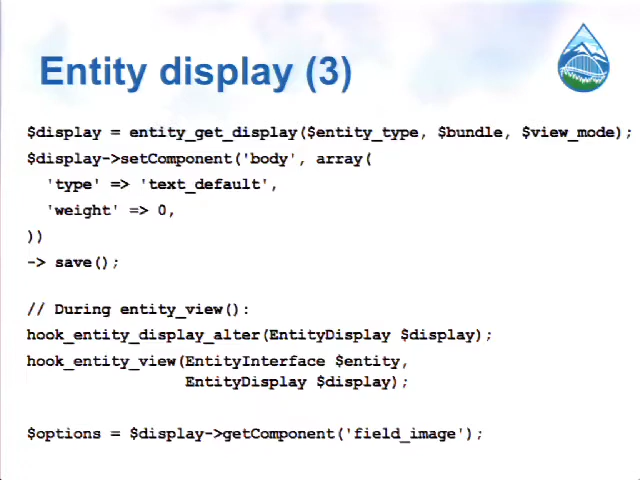 Entity display (3)
$display = entity_get_display($entity_type, $bundle, $view_mode);
$display->setComponent('body', array(
'type' => 'text_default',
'weight' => 0,
))
-> save();
// During entity_view():
hook_entity_display_alter(EntityDisplay $display);
hook_entity_view(EntityInterface $entity,
EntityDisplay $display);
$options = $display->getComponent('field_image');